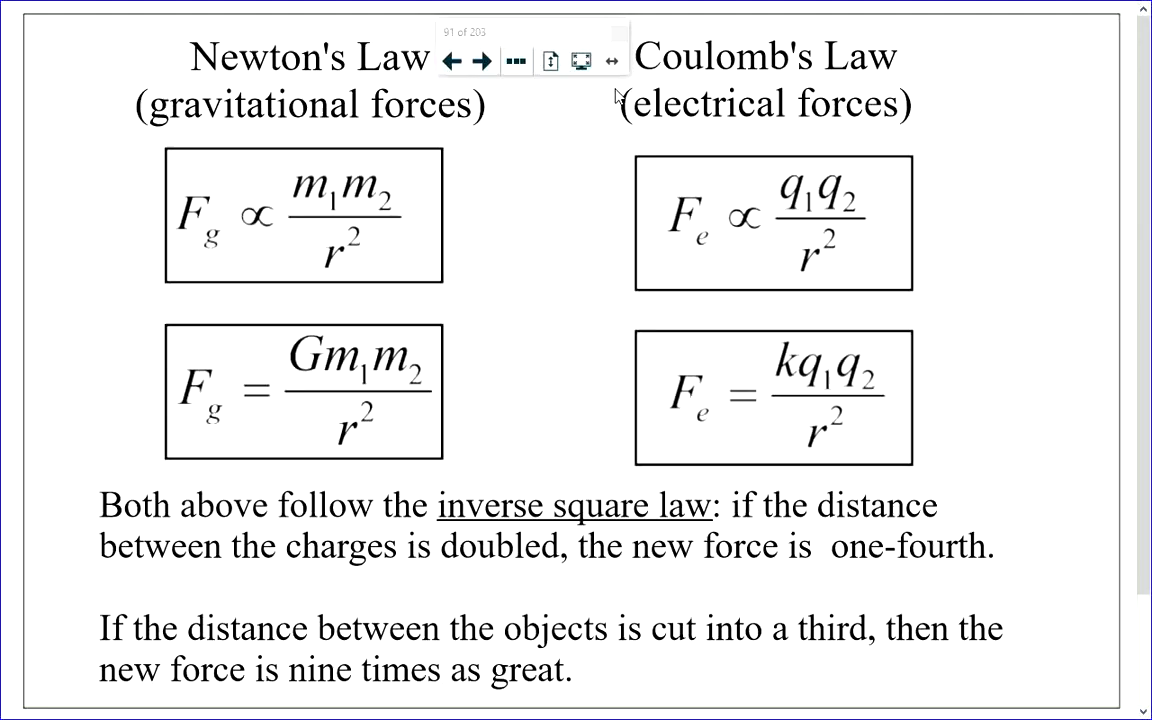 91 of 203
Newton's Law
(gravitational forces)
Coulomb's Law
(electrical forces)
F_g ∝ m₁m₂ / r²
F_e ∝ q₁q₂ / r²
F_g = Gm₁m₂ / r²
F_e = kq₁q₂ / r²
Both above follow the inverse square law: if the distance
between the charges is doubled, the new force is  one-fourth.
If the distance between the objects is cut into a third, then the
new force is nine times as great.